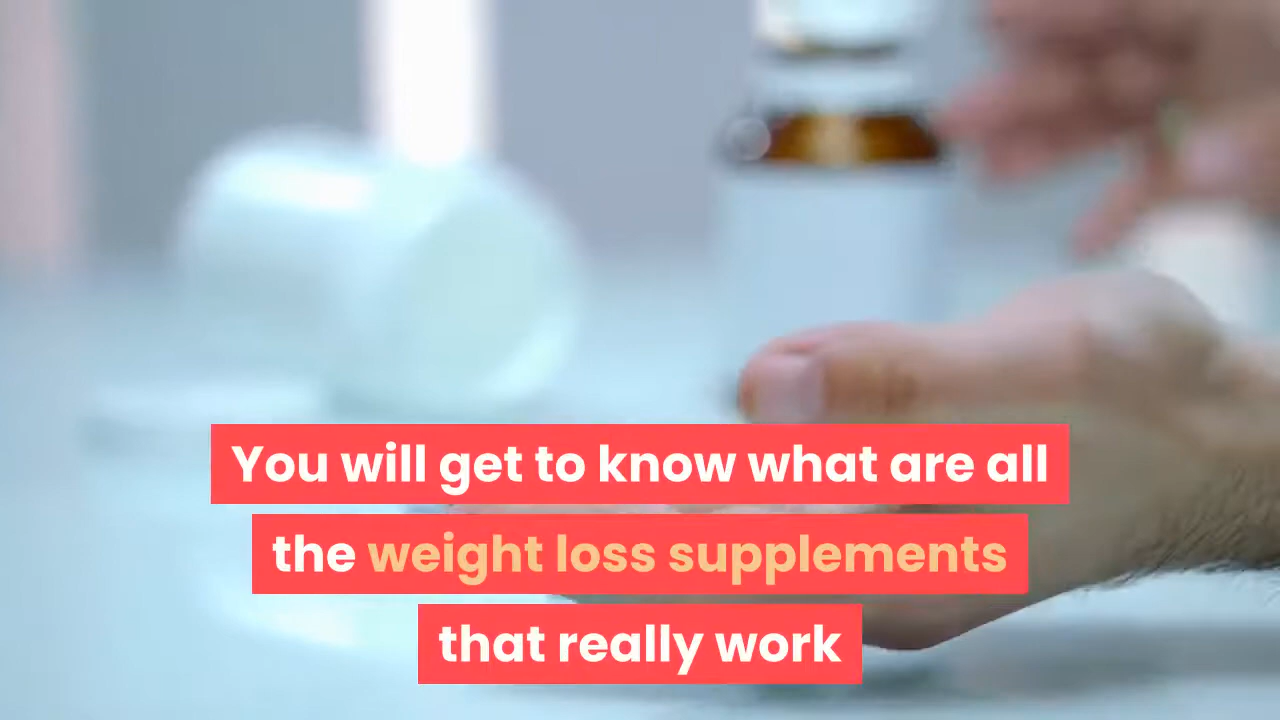 You will get to know what are all
the weight loss supplements
that really work